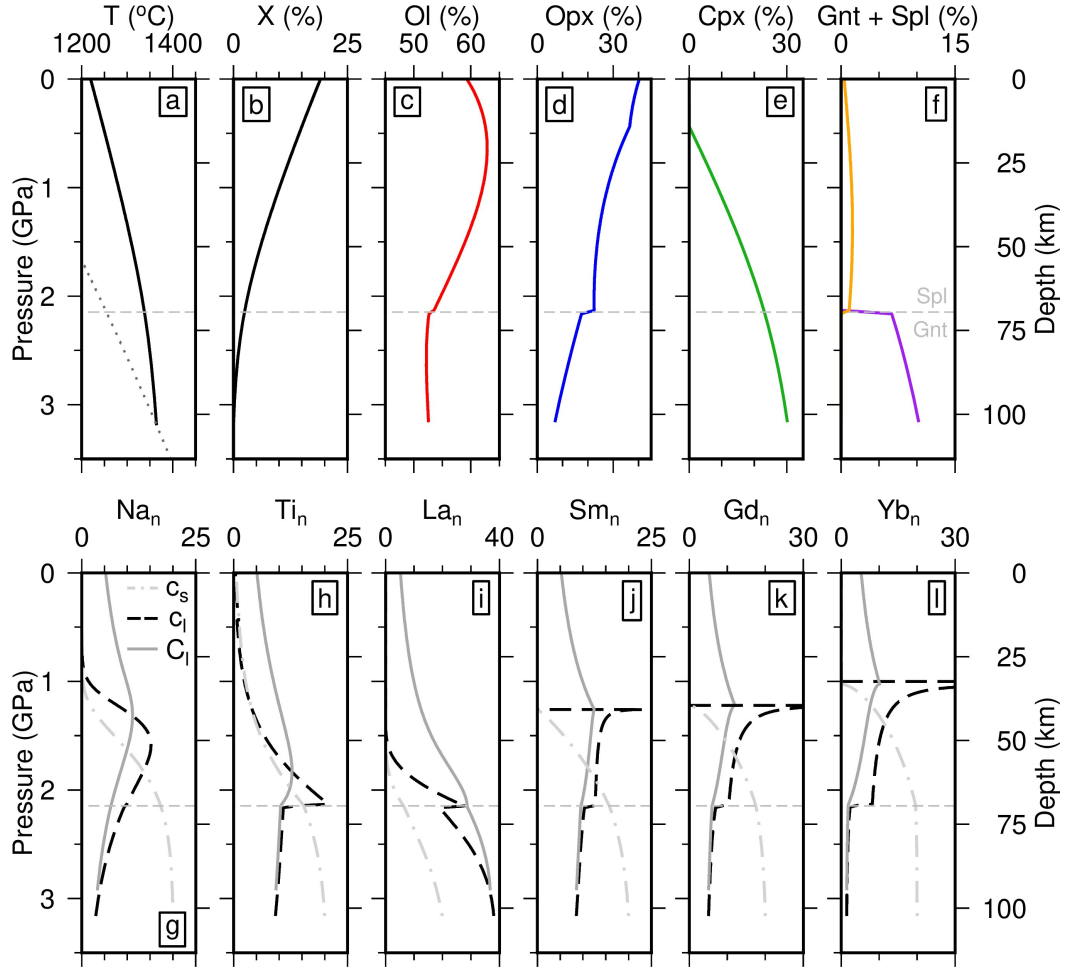 T (ºC) X (%) Ol (%) Opx (%) Cpx (%) Gnt + Spl (%)
1200 1400 0 25 50 60 0 30 0 30 0 15
0 a b c d e f 0
25
1
50
2 Spl
Gnt 75
3
100
Pressure (GPa)
Depth (km)
Naₙ Tiₙ Laₙ Smₙ Gdₙ Ybₙ
0 25 0 25 0 40 0 25 0 30 0 30
0 cₛ h i j k l 0
cₗ
Cₗ
25
1
50
2
75
3
g 100
Pressure (GPa)
Depth (km)